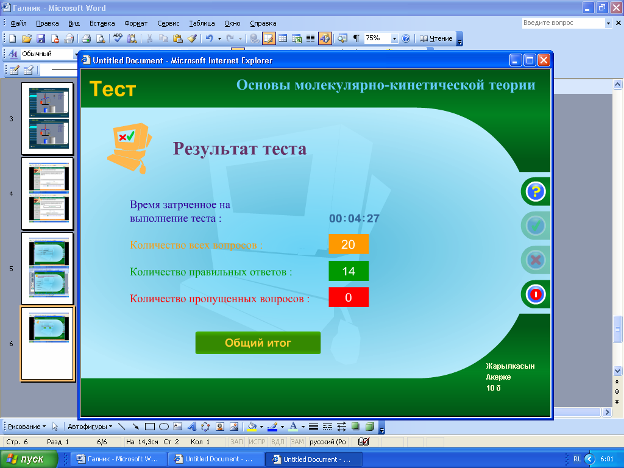 Галник - Microsoft Word
Файл Правка Вид Вставка Формат Сервис Таблица Окно Справка
Введите вопрос
75%
Чтение
Обычный
Untitled Document - Microsoft Internet Explorer
Тест
Основы молекулярно-кинетической теории
Результат теста
Время затрченное на
выполнение теста :
00:04:27
Количество всех вопросов
20
Количество правильных ответов :
14
Количество пропущенных вопросов :
0
Общий итог
Жарылкасын
Акерке
10 б
3
4
5
6
Рисование
Автофигуры
Стр. 6 Разд 1 6/6 На 14,3см Ст 2 Кол 1 ЗАП ИСПР ВДЛ ЗАМ русский (Ро
пуск
Галник - Microsoft W...
Untitled Document - ...
Untitled Document - ...
RL
6:01